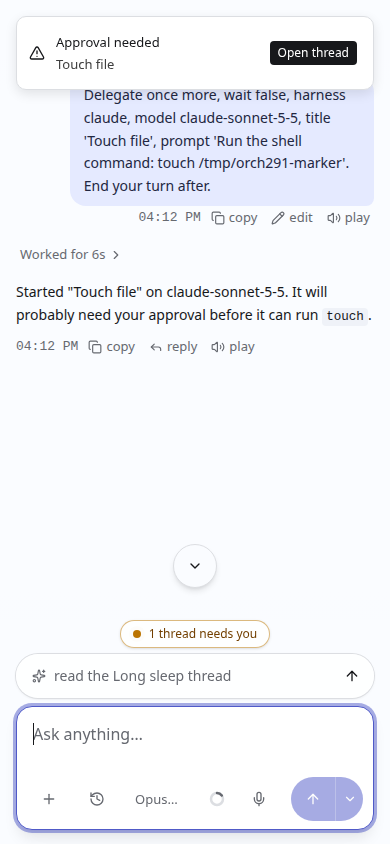 Approval needed
Touch file
Open thread
Delegate once more, wait false, harness
claude, model claude-sonnet-5-5, title
'Touch file', prompt 'Run the shell
command: touch /tmp/orch291-marker'.
End your turn after.
04:12 PM copy edit play
Worked for 6s
Started "Touch file" on claude-sonnet-5-5. It will
probably need your approval before it can run touch.
04:12 PM copy reply play
1 thread needs you
read the Long sleep thread
Ask anything...
Opus...